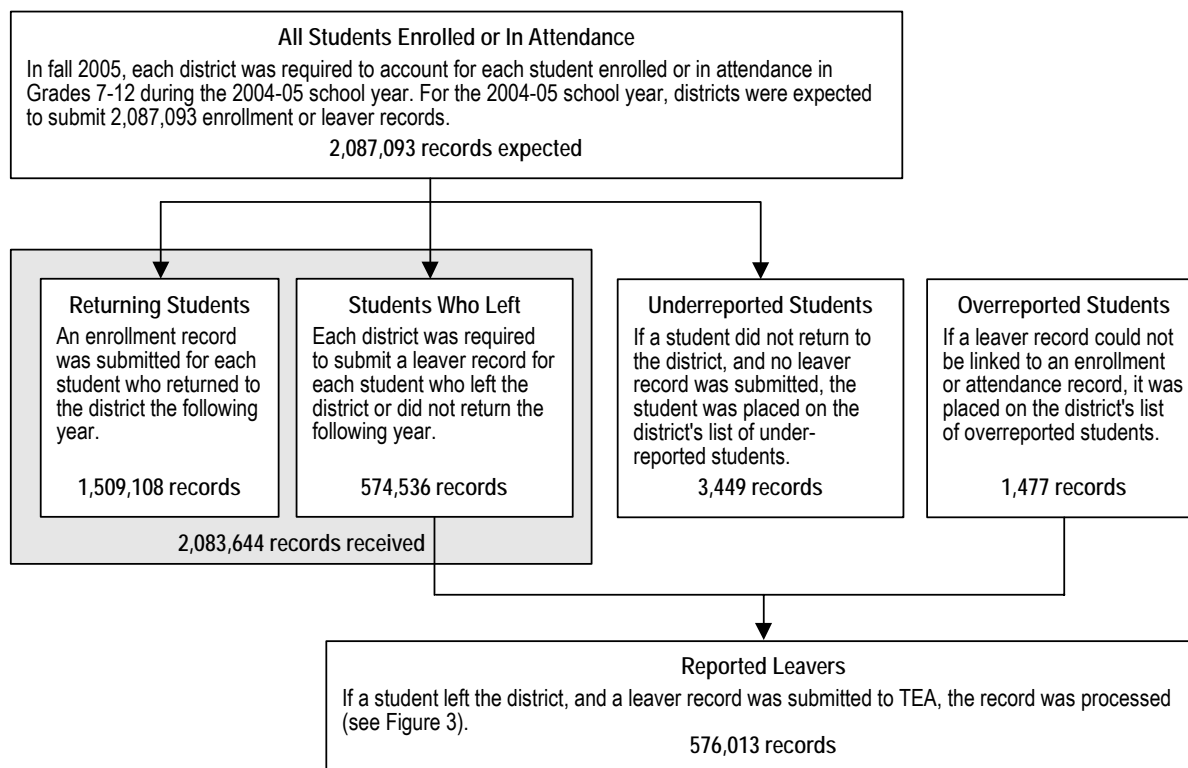 All Students Enrolled or In Attendance
In fall 2005, each district was required to account for each student enrolled or in attendance in
Grades 7-12 during the 2004-05 school year. For the 2004-05 school year, districts were expected
to submit 2,087,093 enrollment or leaver records.
2,087,093 records expected
Returning Students
An enrollment record
was submitted for each
student who returned to
the district the following
year.
1,509,108 records
Students Who Left
Each district was required
to submit a leaver record for
each student who left the
district or did not return the
following year.
574,536 records
2,083,644 records received
Underreported Students
If a student did not return to
the district, and no leaver
record was submitted, the
student was placed on the
district's list of under-
reported students.
3,449 records
Overreported Students
If a leaver record could not
be linked to an enrollment
or attendance record, it was
placed on the district's list
of overreported students.
1,477 records
Reported Leavers
If a student left the district, and a leaver record was submitted to TEA, the record was processed
(see Figure 3).
576,013 records